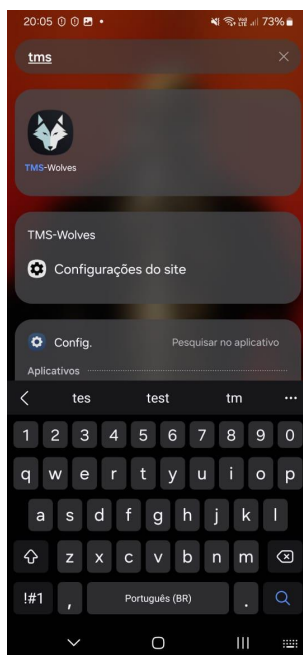 20:05 73%
tms
TMS-Wolves
TMS-Wolves
Configurações do site
Config. Pesquisar no aplicativo
Aplicativos
tes test tm
1 2 3 4 5 6 7 8 9 0
q w e r t y u i o p
a s d f g h j k l
z x c v b n m
!#1 , Português (BR) .